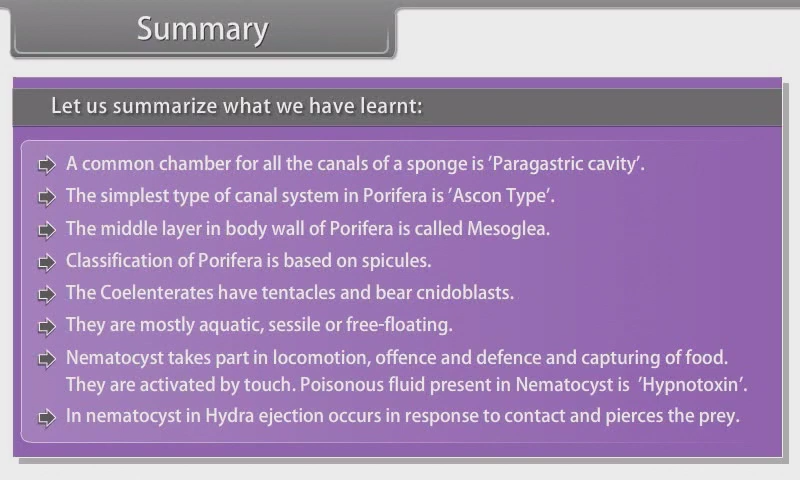 Summary
Let us summarize what we have learnt:
A common chamber for all the canals of a sponge is 'Paragastric cavity'.
The simplest type of canal system in Porifera is 'Ascon Type'.
The middle layer in body wall of Porifera is called Mesoglea.
Classification of Porifera is based on spicules.
The Coelenterates have tentacles and bear cnidoblasts.
They are mostly aquatic, sessile or free-floating.
Nematocyst takes part in locomotion, offence and defence and capturing of food.
They are activated by touch. Poisonous fluid present in Nematocyst is 'Hypnotoxin'.
In nematocyst in Hydra ejection occurs in response to contact and pierces the prey.